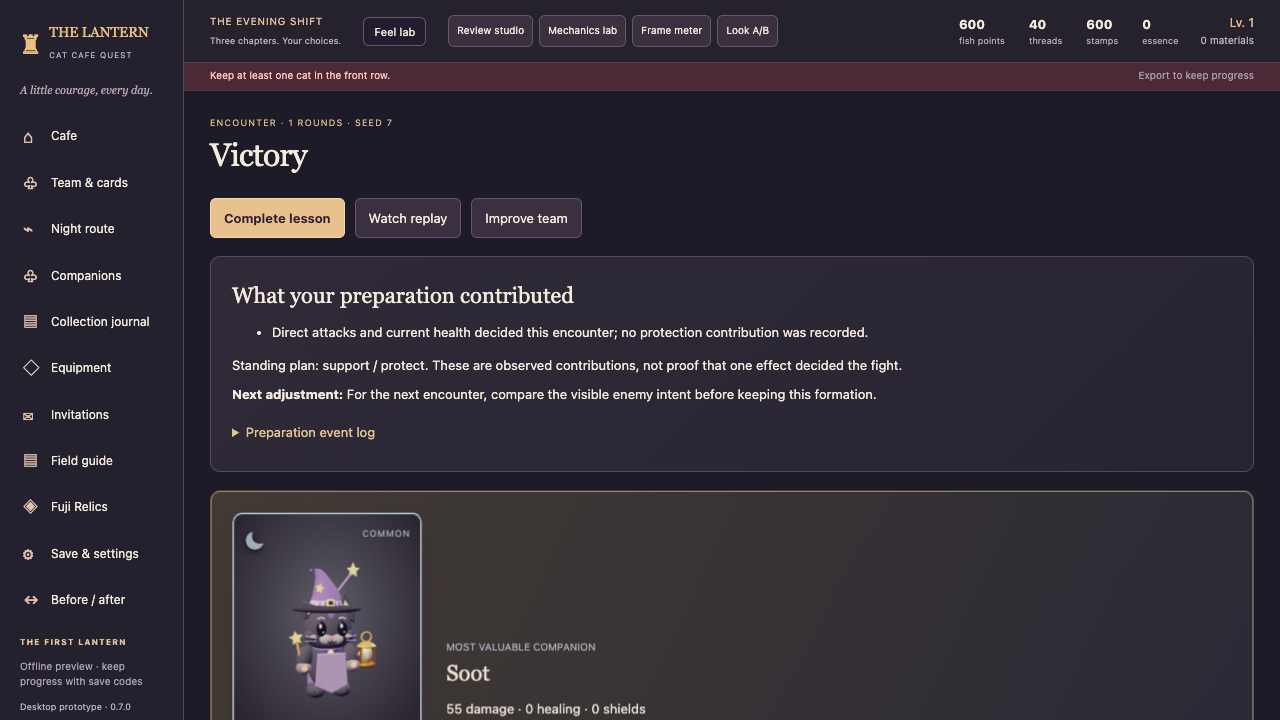 THE LANTERN
CAT CAFE QUEST
A little courage, every day.
Cafe
Team & cards
Night route
Companions
Collection journal
Equipment
Invitations
Field guide
Fuji Relics
Save & settings
Before / after
THE FIRST LANTERN
Offline preview · keep
progress with save codes
Desktop prototype · 0.7.0
THE EVENING SHIFT
Three chapters. Your choices.
Feel lab
Review studio
Mechanics lab
Frame meter
Look A/B
600
fish points
40
threads
600
stamps
0
essence
Lv. 1
0 materials
Keep at least one cat in the front row.
Export to keep progress
ENCOUNTER · 1 ROUNDS · SEED 7
Victory
Complete lesson
Watch replay
Improve team
What your preparation contributed
• Direct attacks and current health decided this encounter; no protection contribution was recorded.
Standing plan: support / protect. These are observed contributions, not proof that one effect decided the fight.
Next adjustment: For the next encounter, compare the visible enemy intent before keeping this formation.
Preparation event log
COMMON
MOST VALUABLE COMPANION
Soot
55 damage · 0 healing · 0 shields